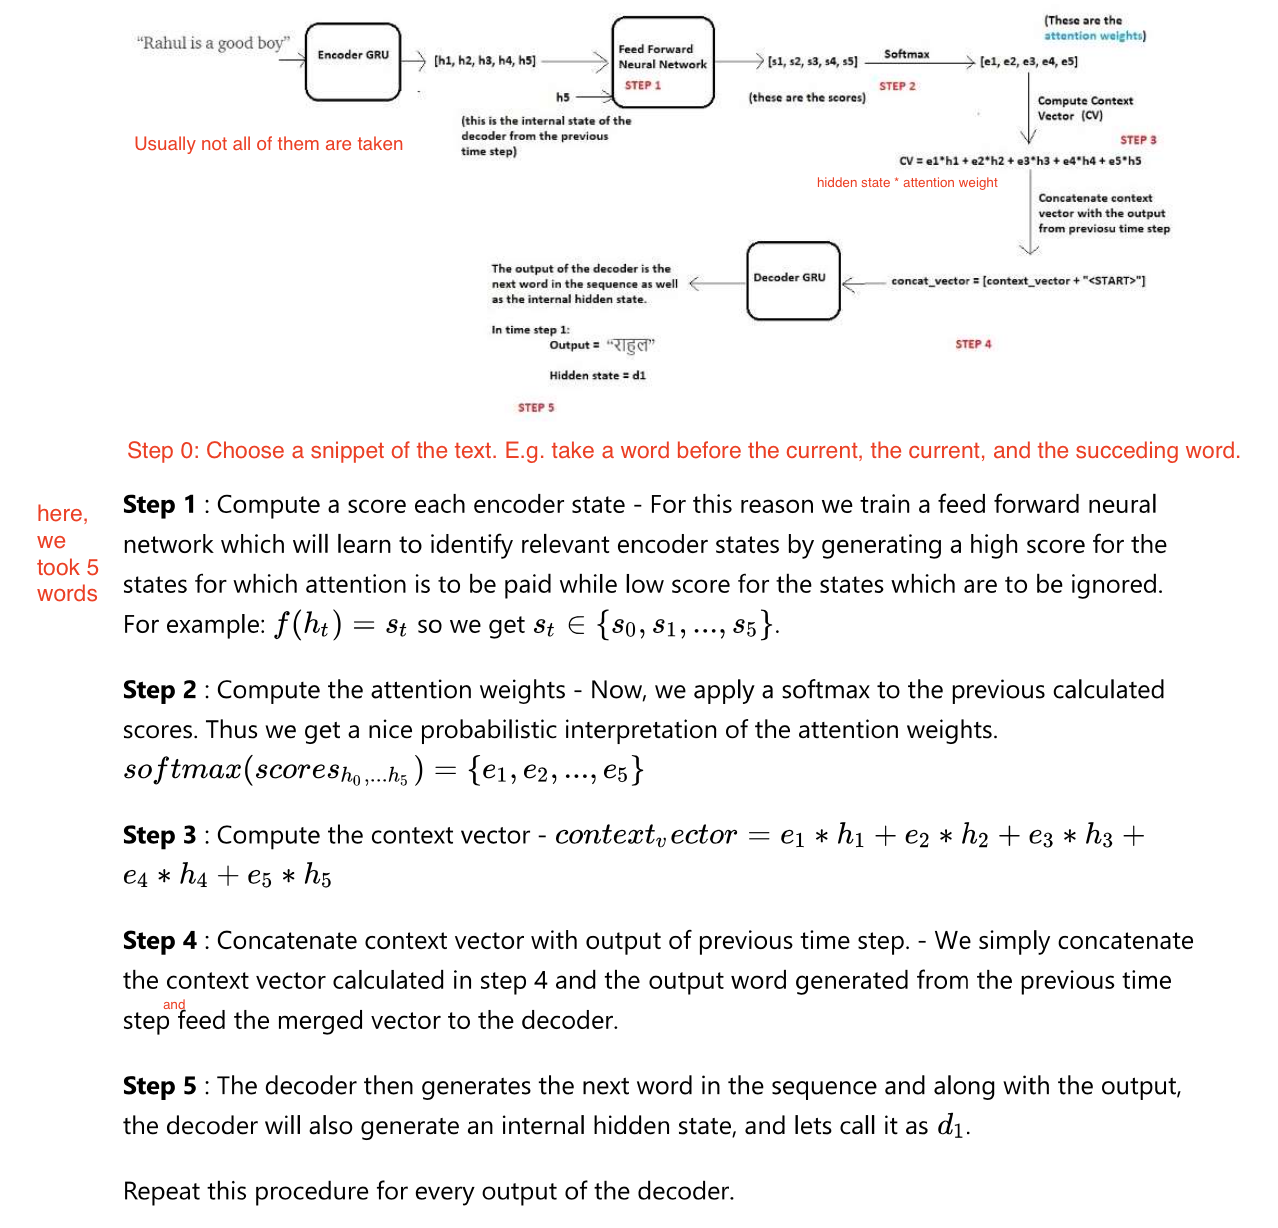 (These are the
attention weights)
“Rahul is a good boy”
Encoder GRU
[h1, h2, h3, h4, h5]
Feed Forward
Neural Network
STEP 1
[s1, s2, s3, s4, s5]
Softmax
STEP 2
[e1, e2, e3, e4, e5]
h5
(these are the scores)
(this is the internal state of the
decoder from the previous
time step)
Compute Context
Vector (CV)
STEP 3
Usually not all of them are taken
CV = e1*h1 + e2*h2 + e3*h3 + e4*h4 + e5*h5
hidden state * attention weight
Concatenate context
vector with the output
from previosu time step
The output of the decoder is the
next word in the sequence as well
as the internal hidden state.
Decoder GRU
concat_vector = [context_vector + "<START>"]
In time step 1:
Output = “राहुल”
STEP 4
Hidden state = d1
STEP 5
Step 0: Choose a snippet of the text. E.g. take a word before the current, the current, and the succeding word.
here,
we
took 5
words
Step 1 : Compute a score each encoder state - For this reason we train a feed forward neural
network which will learn to identify relevant encoder states by generating a high score for the
states for which attention is to be paid while low score for the states which are to be ignored.
For example: f(h_t) = s_t so we get s_t ∈ {s_0, s_1, ..., s_5}.
Step 2 : Compute the attention weights - Now, we apply a softmax to the previous calculated
scores. Thus we get a nice probabilistic interpretation of the attention weights.
softmax(scores_{h_0,...h_5}) = {e_1, e_2, ..., e_5}
Step 3 : Compute the context vector - context_vector = e_1 * h_1 + e_2 * h_2 + e_3 * h_3 +
e_4 * h_4 + e_5 * h_5
Step 4 : Concatenate context vector with output of previous time step. - We simply concatenate
the context vector calculated in step 4 and the output word generated from the previous time
and
step feed the merged vector to the decoder.
Step 5 : The decoder then generates the next word in the sequence and along with the output,
the decoder will also generate an internal hidden state, and lets call it as d_1.
Repeat this procedure for every output of the decoder.